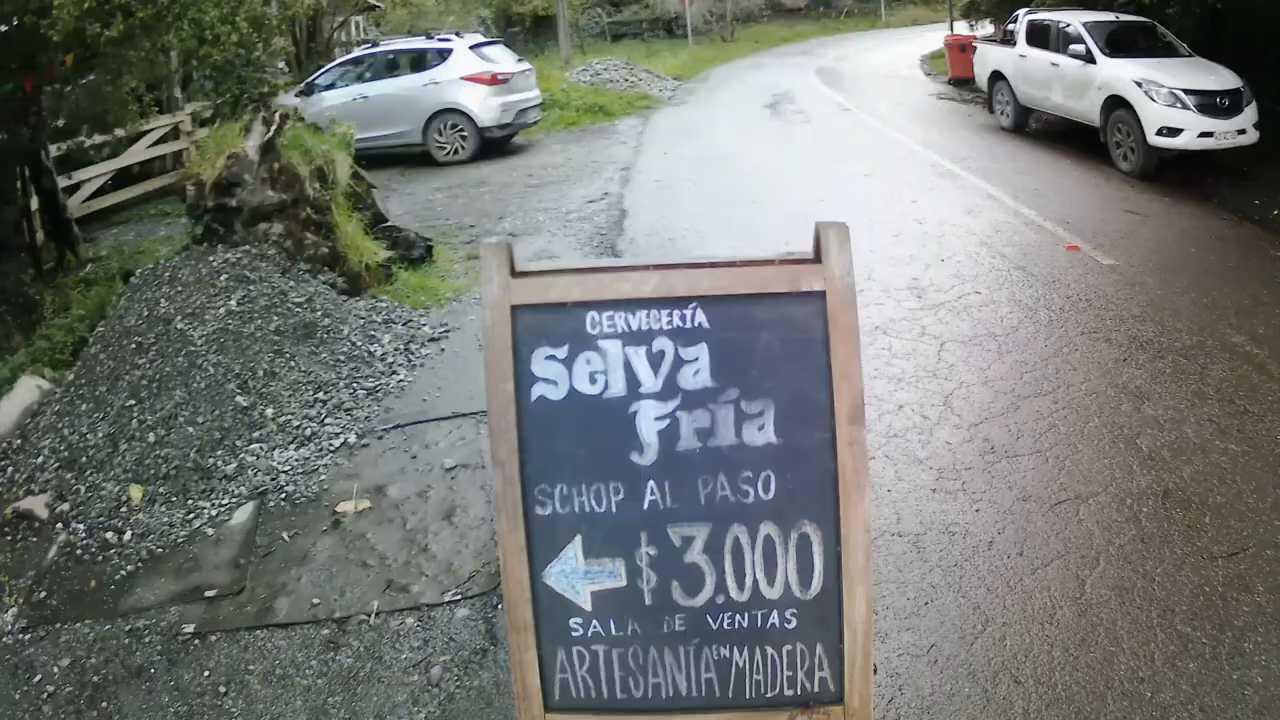 CERVECERÍA
Selva
Fría
SCHOP AL PASO
$3.000
SALA DE VENTAS
ARTESANÍA EN MADERA